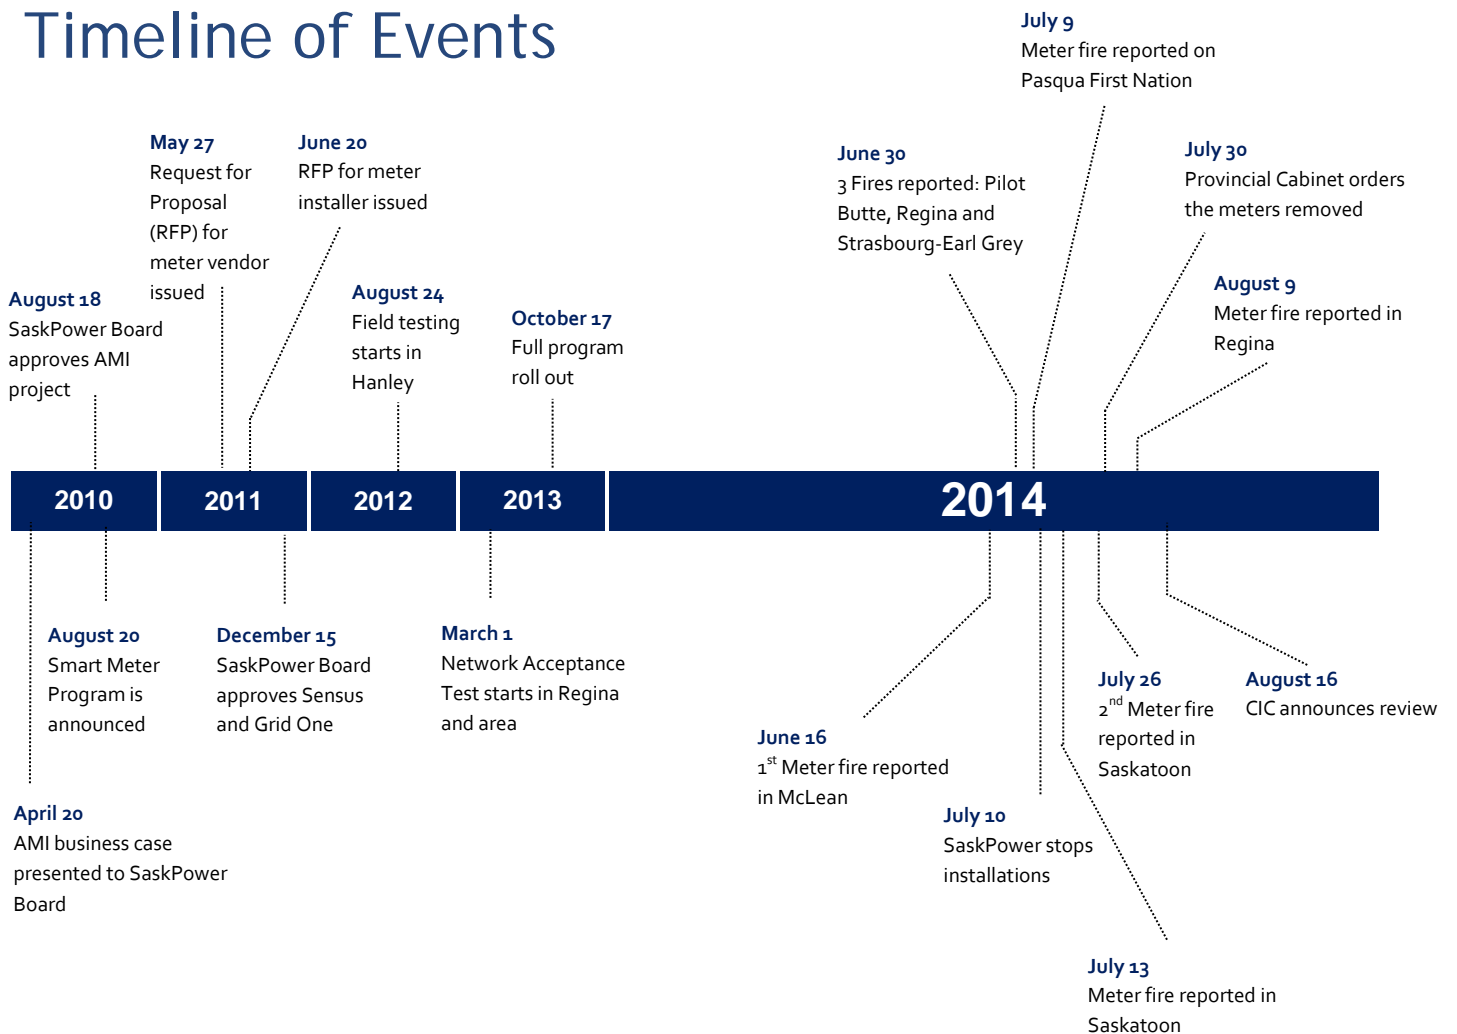 Timeline of Events
July 9
Meter fire reported on
Pasqua First Nation
May 27
Request for
Proposal
(RFP) for
meter vendor
issued
June 20
RFP for meter
installer issued
June 30
3 Fires reported: Pilot
Butte, Regina and
Strasbourg-Earl Grey
July 30
Provincial Cabinet orders
the meters removed
August 18
SaskPower Board
approves AMI
project
August 24
Field testing
starts in
Hanley
October 17
Full program
roll out
August 9
Meter fire reported in
Regina
2010
2011
2012
2013
2014
August 20
Smart Meter
Program is
announced
December 15
SaskPower Board
approves Sensus
and Grid One
March 1
Network Acceptance
Test starts in Regina
and area
June 16
1st Meter fire reported
in McLean
July 26
2nd Meter fire
reported in
Saskatoon
August 16
CIC announces review
April 20
AMI business case
presented to SaskPower
Board
July 10
SaskPower stops
installations
July 13
Meter fire reported in
Saskatoon